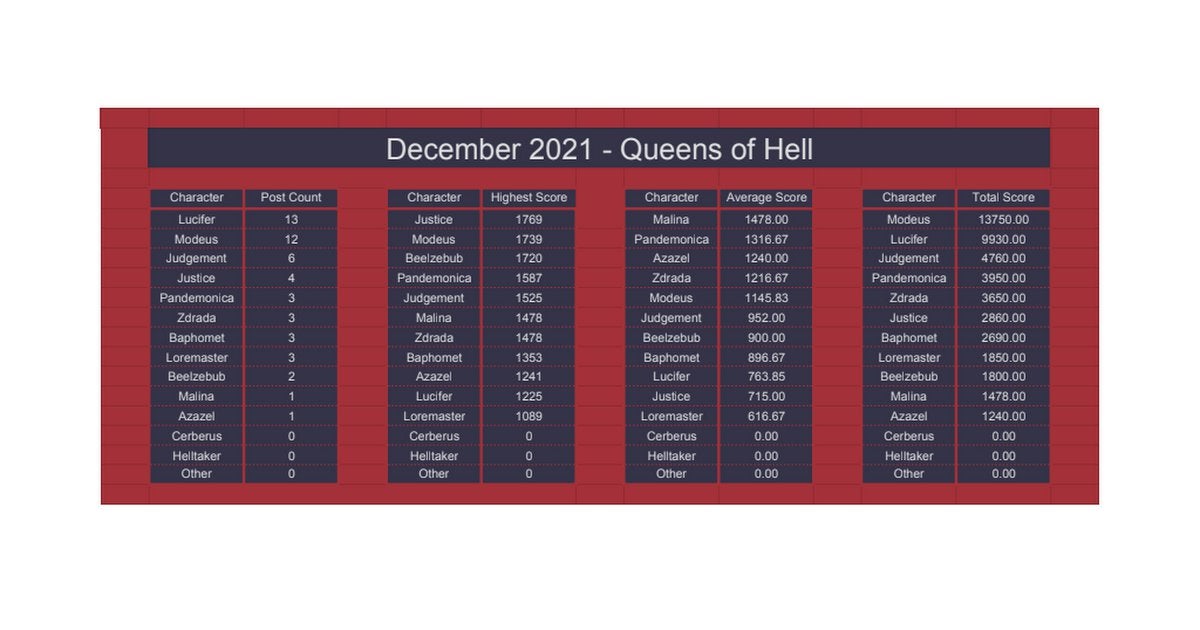 December 2021 - Queens of Hell
Character Post Count Character Highest Score Character Average Score Character Total Score
Lucifer 13 Justice 1769 Malina 1478.00 Modeus 13750.00
Modeus 12 Modeus 1739 Pandemonica 1316.67 Lucifer 9930.00
Judgement 6 Beelzebub 1720 Azazel 1240.00 Judgement 4760.00
Justice 4 Pandemonica 1587 Zdrada 1216.67 Pandemonica 3950.00
Pandemonica 3 Judgement 1525 Modeus 1145.83 Zdrada 3650.00
Zdrada 3 Malina 1478 Judgement 952.00 Justice 2860.00
Baphomet 3 Zdrada 1478 Beelzebub 900.00 Baphomet 2690.00
Loremaster 3 Baphomet 1353 Baphomet 896.67 Loremaster 1850.00
Beelzebub 2 Azazel 1241 Lucifer 763.85 Beelzebub 1800.00
Malina 1 Lucifer 1225 Justice 715.00 Malina 1478.00
Azazel 1 Loremaster 1089 Loremaster 616.67 Azazel 1240.00
Cerberus 0 Cerberus 0 Cerberus 0.00 Cerberus 0.00
Helltaker 0 Helltaker 0 Helltaker 0.00 Helltaker 0.00
Other 0 Other 0 Other 0.00 Other 0.00